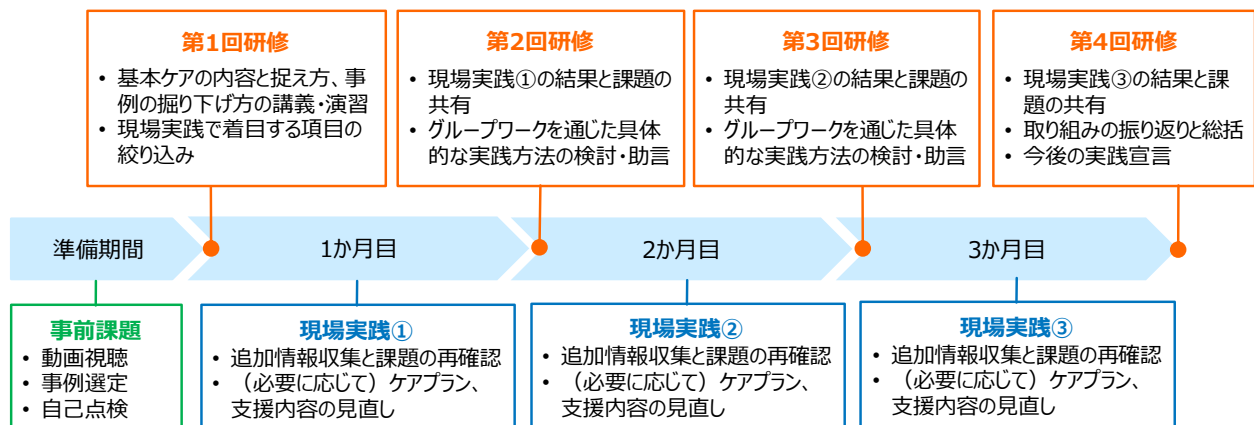 第1回研修
• 基本ケアの内容と捉え方、事
例の掘り下げ方の講義・演習
• 現場実践で着目する項目の
絞り込み
第2回研修
• 現場実践①の結果と課題の
共有
• グループワークを通じた具体
的な実践方法の検討・助言
第3回研修
• 現場実践②の結果と課題の
共有
• グループワークを通じた具体
的な実践方法の検討・助言
第4回研修
• 現場実践③の結果と課
題の共有
• 取り組みの振り返りと総括
• 今後の実践宣言
準備期間
1か月目
2か月目
3か月目
事前課題
• 動画視聴
• 事例選定
• 自己点検
現場実践①
• 追加情報収集と課題の再確認
• （必要に応じて）ケアプラン、
支援内容の見直し
現場実践②
• 追加情報収集と課題の再確認
• （必要に応じて）ケアプラン、
支援内容の見直し
現場実践③
• 追加情報収集と課題の再確認
• （必要に応じて）ケアプラン、
支援内容の見直し